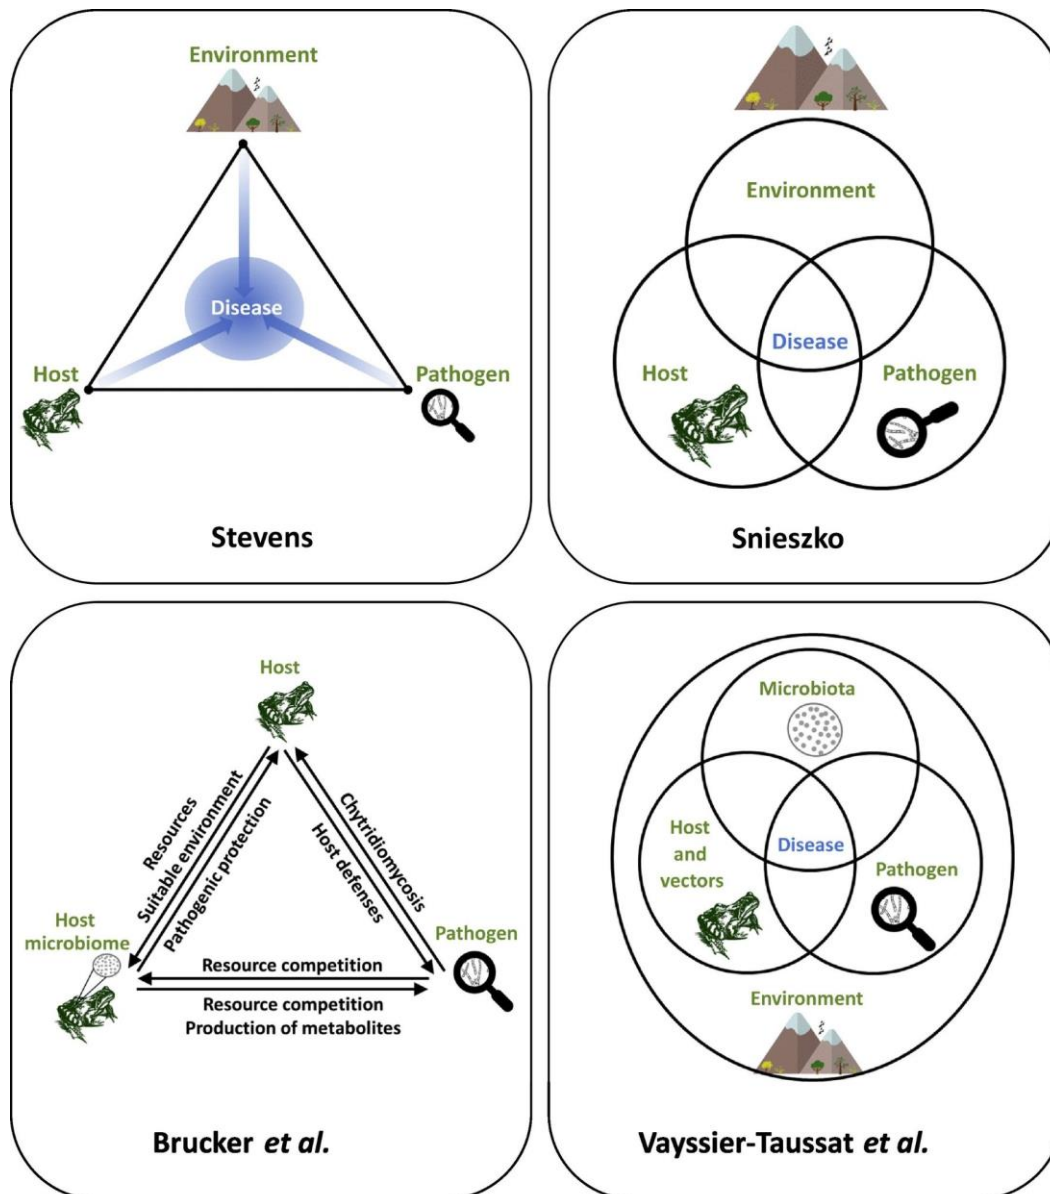 Environment
Disease
Host
Pathogen
Stevens
Environment
Disease
Host
Pathogen
Snieszko
Host
Resources
Suitable environment
Pathogenic protection
Chytridiomycosis
Host defenses
Host
microbiome
Pathogen
Resource competition
Resource competition
Production of metabolites
Brucker et al.
Microbiota
Host
and
vectors
Disease
Pathogen
Environment
Vayssier-Taussat et al.